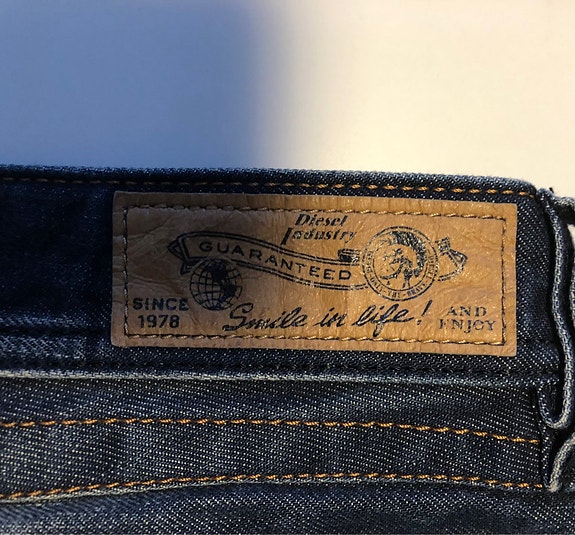 Diesel
Industry
GUARANTEED
SINCE
1978
Smile in life!
AND
ENJOY